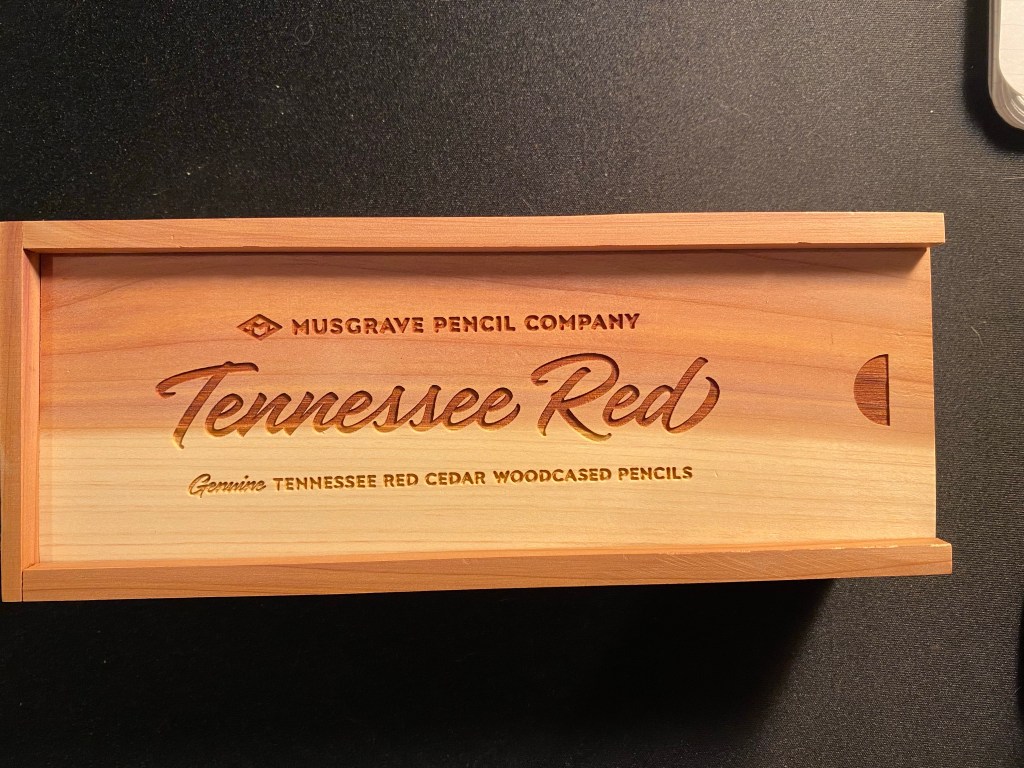 MUSGRAVE PENCIL COMPANY
Tennessee Red
Genuine TENNESSEE RED CEDAR WOODCASED PENCILS